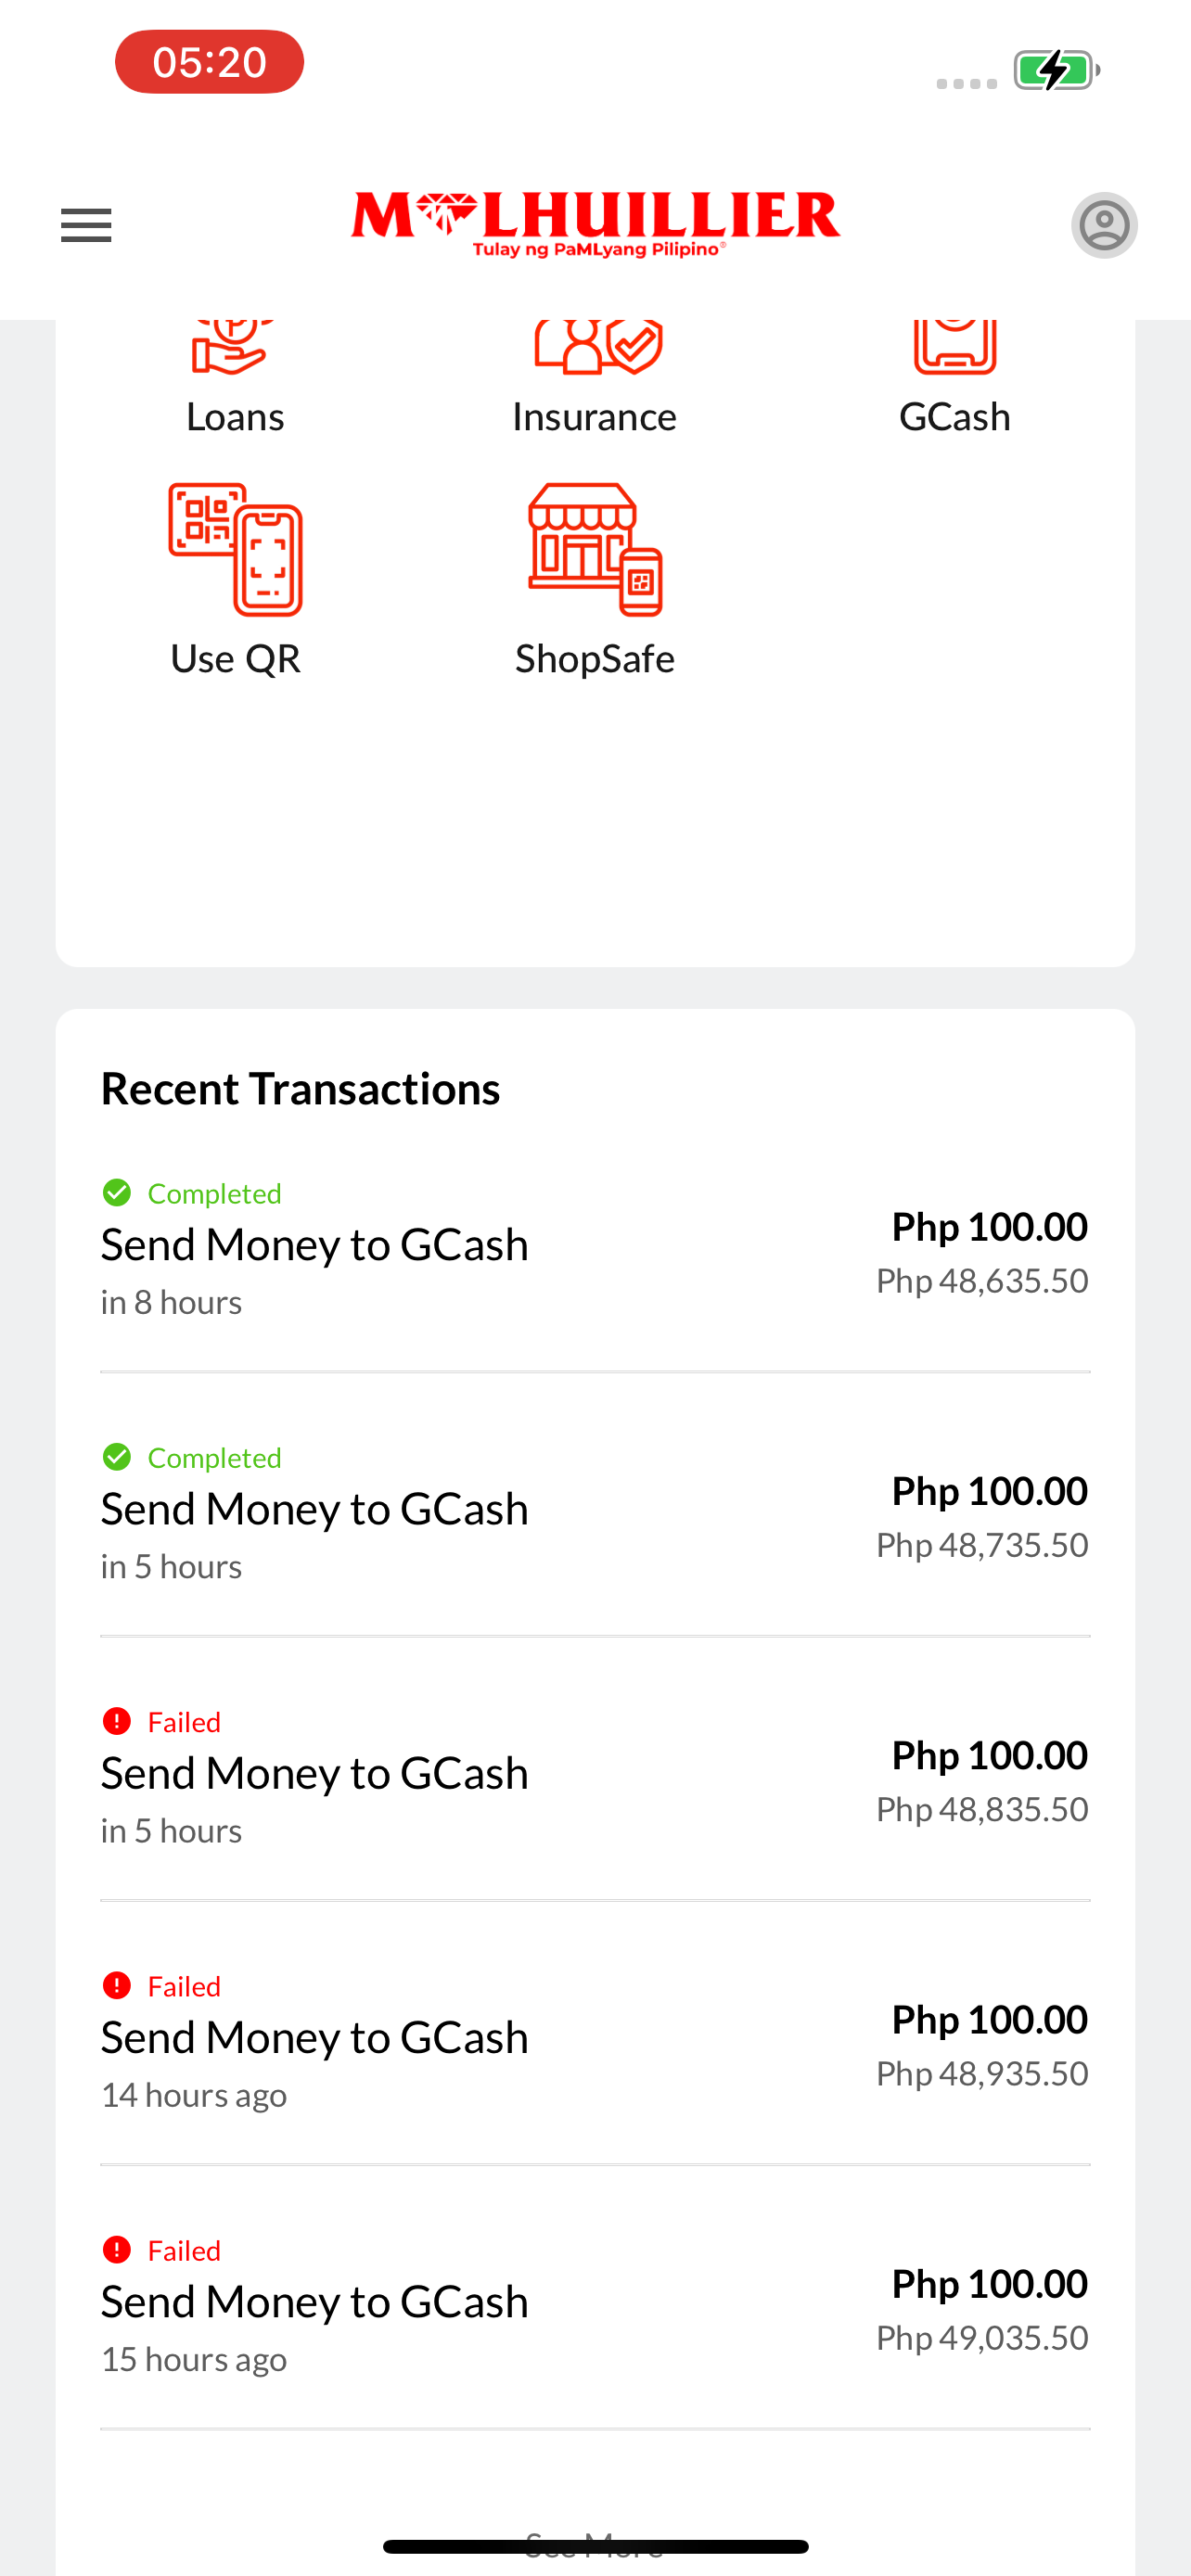 05:20
M LHUILLIER
Tulay ng PaMLyang Pilipino®
Loans
Insurance
GCash
Use QR
ShopSafe
Recent Transactions
Completed
Send Money to GCash
in 8 hours
Php 100.00
Php 48,635.50
Completed
Send Money to GCash
in 5 hours
Php 100.00
Php 48,735.50
Failed
Send Money to GCash
in 5 hours
Php 100.00
Php 48,835.50
Failed
Send Money to GCash
14 hours ago
Php 100.00
Php 48,935.50
Failed
Send Money to GCash
15 hours ago
Php 100.00
Php 49,035.50
See More